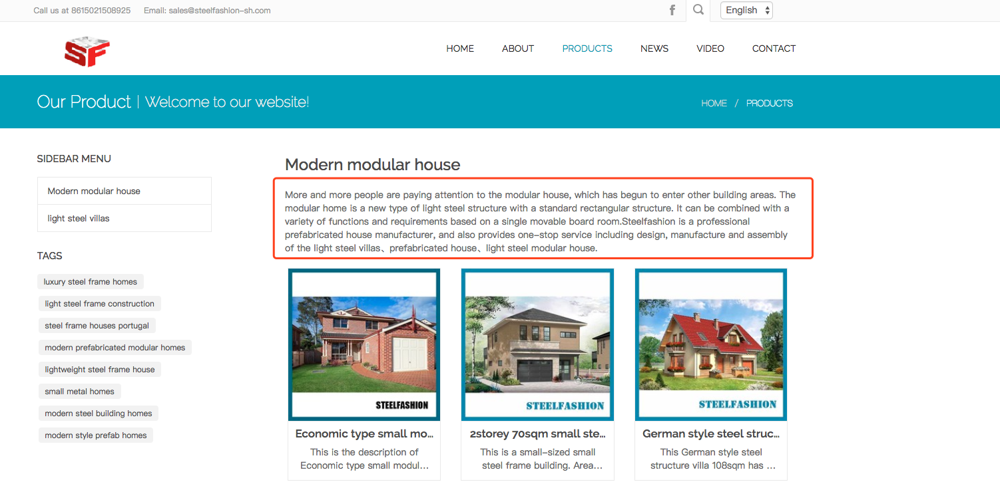 Call us at 8615021508925 Email: sales@steelfashion-sh.com
English
SF
HOME ABOUT PRODUCTS NEWS VIDEO CONTACT
Our Product | Welcome to our website!
HOME / PRODUCTS
SIDEBAR MENU
Modern modular house
light steel villas
TAGS
luxury steel frame homes
light steel frame construction
steel frame houses portugal
modern prefabricated modular homes
lightweight steel frame house
small metal homes
modern steel building homes
modern style prefab homes
Modern modular house
More and more people are paying attention to the modular house, which has begun to enter other building areas. The
modular home is a new type of light steel structure with a standard rectangular structure. It can be combined with a
variety of functions and requirements based on a single movable board room.Steelfashion is a professional
prefabricated house manufacturer, and also provides one-stop service including design, manufacture and assembly
of the light steel villas、prefabricated house、light steel modular house.
STEELFASHION
Economic type small mo...
This is the description of
Economic type small modul...
STEELFASHION
2storey 70sqm small ste...
This is a small-sized small
steel frame building. Area...
STEELFASHION
German style steel struc...
This German style steel
structure villa 108sqm has ...